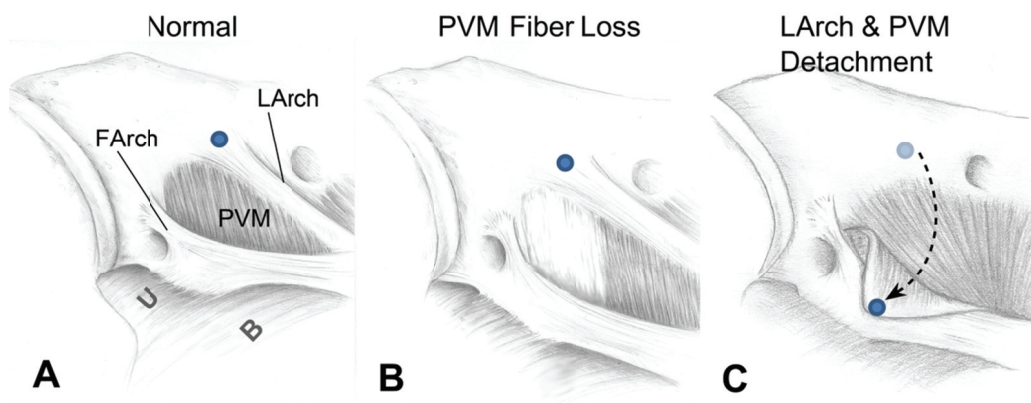 Normal
PVM Fiber Loss
LArch & PVM
Detachment
LArch
FArch
PVM
U
B
A
B
C